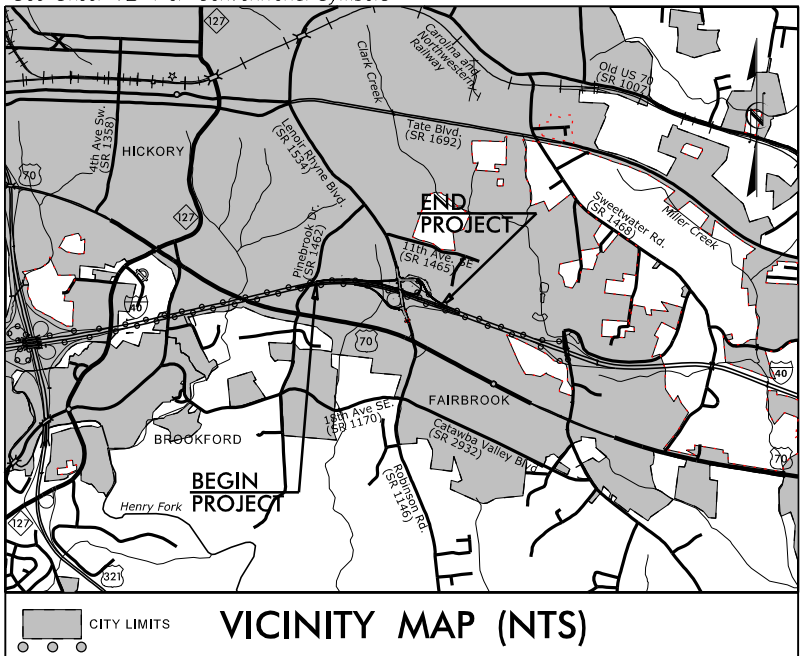 127
Clark Creek
Carolina and
Northwestern
Railway
Old US 70
(SR 1007)
4th Ave Sw.
(SR 1358)
HICKORY
Lenoir Rhyne Blvd.
(SR 1534)
Tate Blvd.
(SR 1692)
70
127
END
PROJECT
Sweetwater Rd.
(SR 1468)
Miller Creek
Pinebrook Dr.
(SR 1462)
11th Ave. SE
(SR 1465)
40
70
40
FAIRBROOK
18th Ave SE.
(SR 1170)
Catawba Valley Blvd.
(SR 2932)
BROOKFORD
70
BEGIN
PROJECT
Henry Fork
Robinson Rd.
(SR 1146)
127
321
CITY LIMITS
VICINITY MAP (NTS)